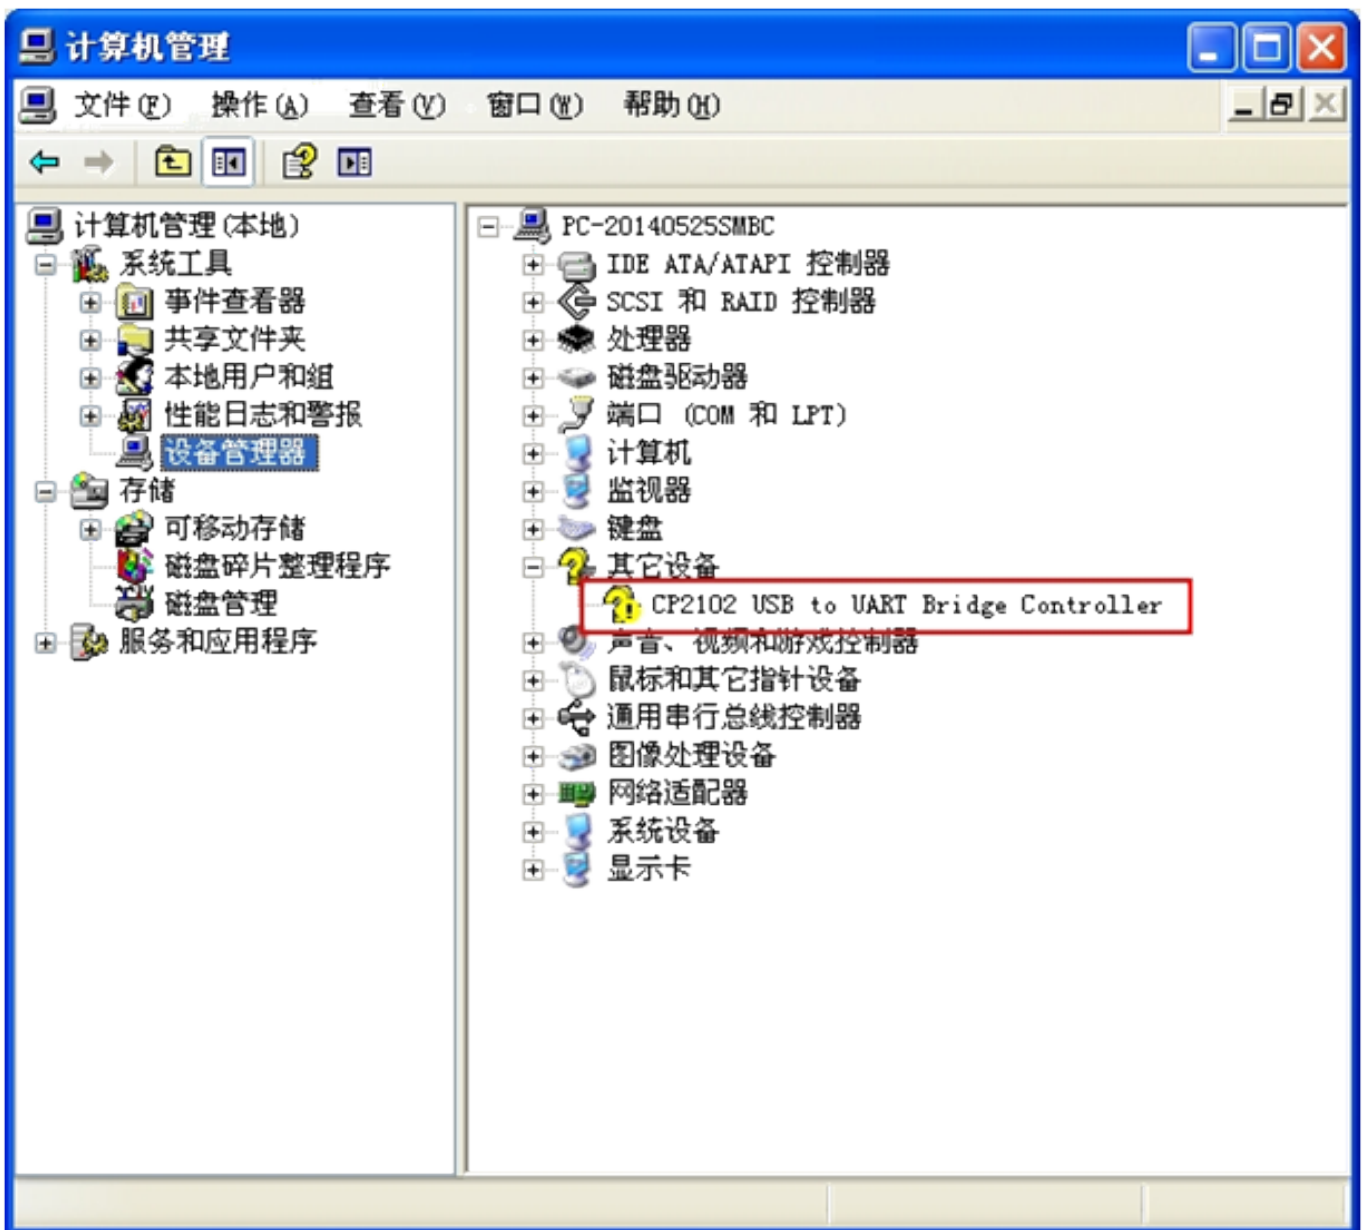 计算机管理
文件(F) 操作(A) 查看(V) 窗口(W) 帮助(H)
计算机管理(本地)
系统工具
事件查看器
共享文件夹
本地用户和组
性能日志和警报
设备管理器
存储
可移动存储
磁盘碎片整理程序
磁盘管理
服务和应用程序
PC-20140525SMBC
IDE ATA/ATAPI 控制器
SCSI 和 RAID 控制器
处理器
磁盘驱动器
端口 (COM 和 LPT)
计算机
监视器
键盘
其它设备
CP2102 USB to UART Bridge Controller
声音、视频和游戏控制器
鼠标和其它指针设备
通用串行总线控制器
图像处理设备
网络适配器
系统设备
显示卡